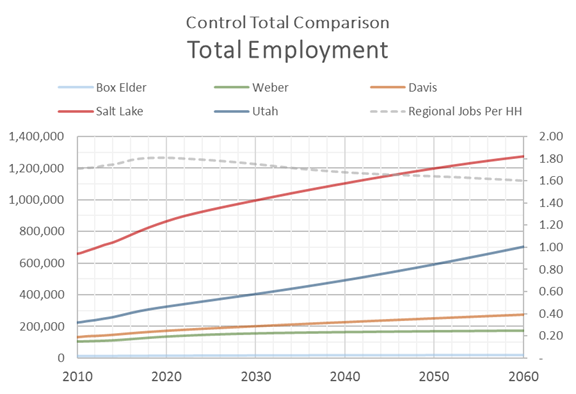 Control Total Comparison
Total Employment
Box Elder Weber Davis
Salt Lake Utah Regional Jobs Per HH
1,400,000 2.00
1,200,000 1.80
1,000,000 1.60
800,000 1.40
600,000 1.20
400,000 1.00
200,000 0.80
0 0.60
0.40
0.20
-
2010 2020 2030 2040 2050 2060